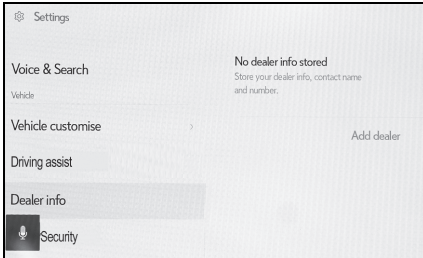 Settings
Voice & Search
Vehicle
Vehicle customise
Driving assist
Dealer info
Security
No dealer info stored
Store your dealer info, contact name
and number.
Add dealer